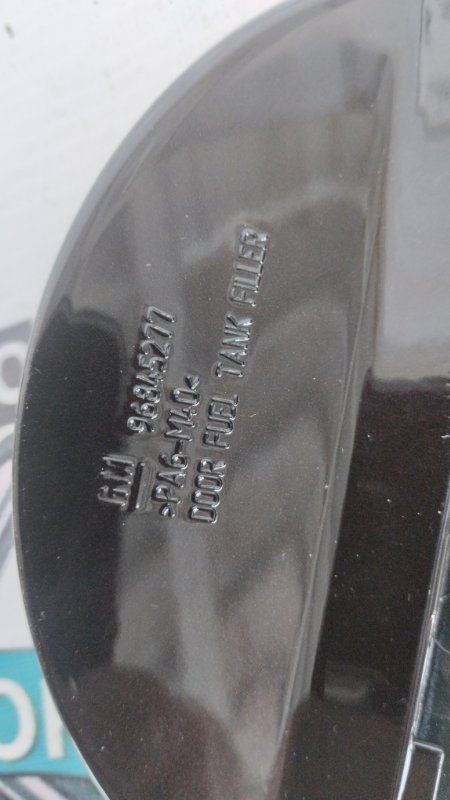 GM 96845277
>PA6-M40<
DOOR FUEL TANK FILLER